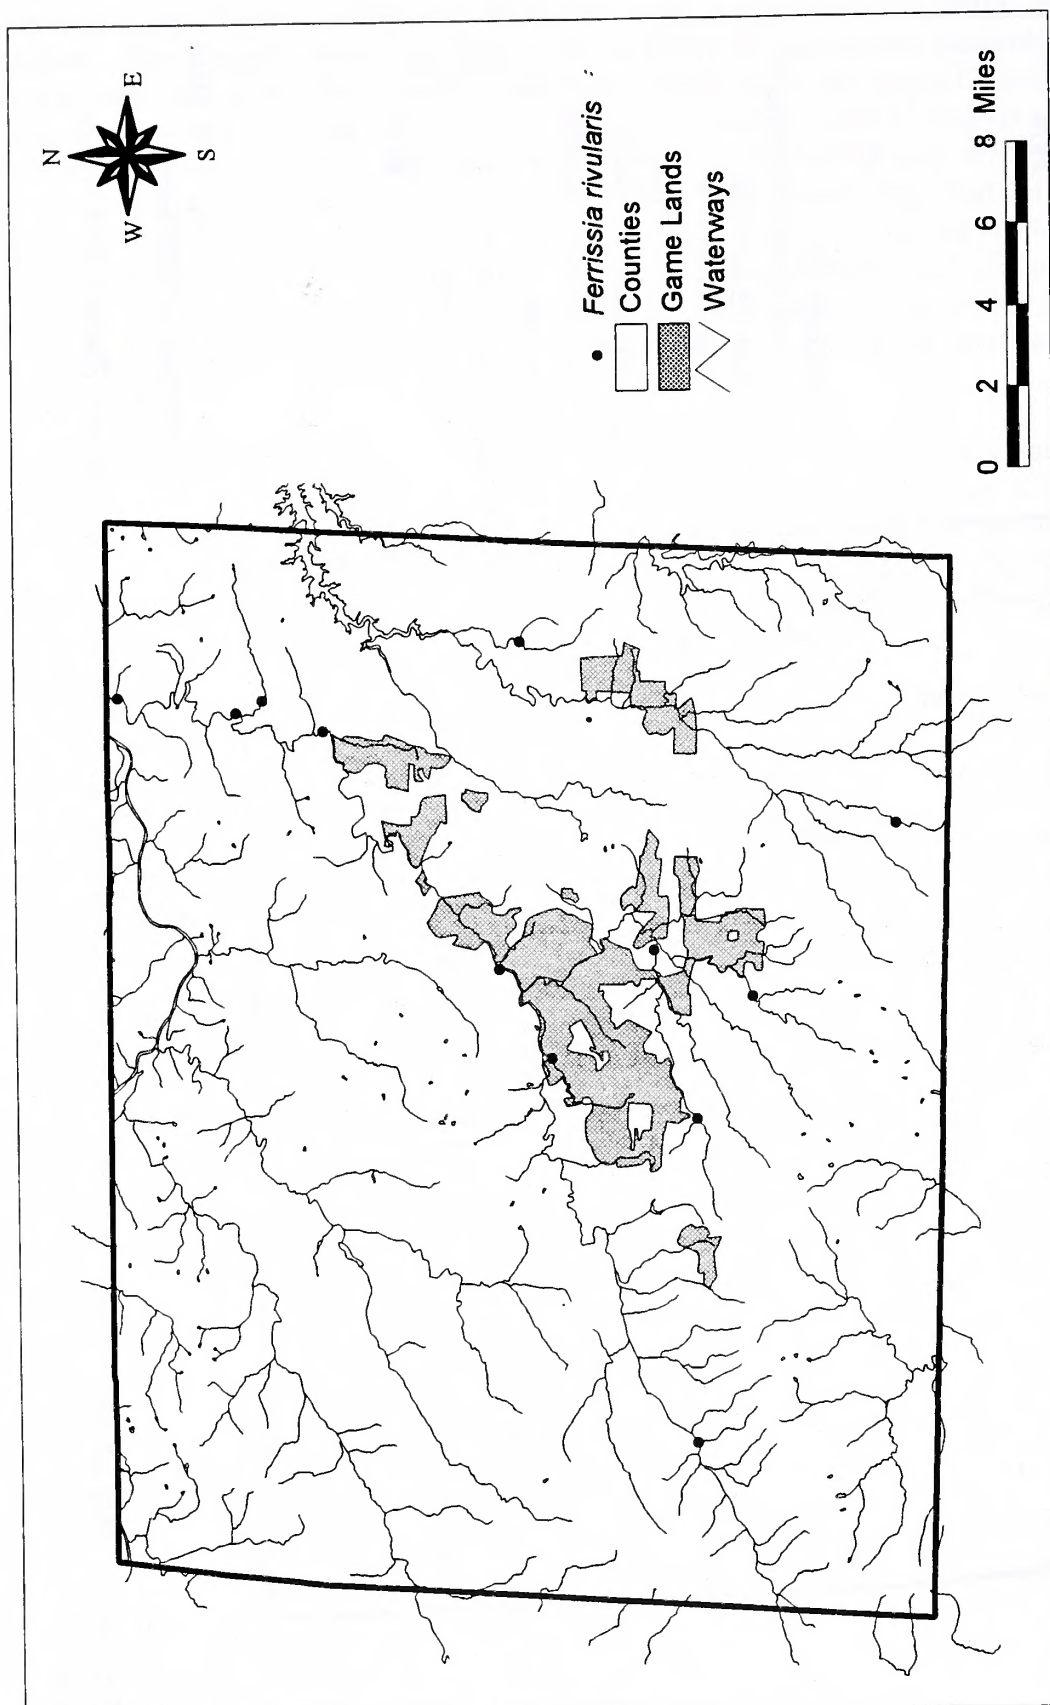 N
W
E
S
Ferrissia rivularis
Counties
Game Lands
Waterways
0 2 4 6 8 Miles